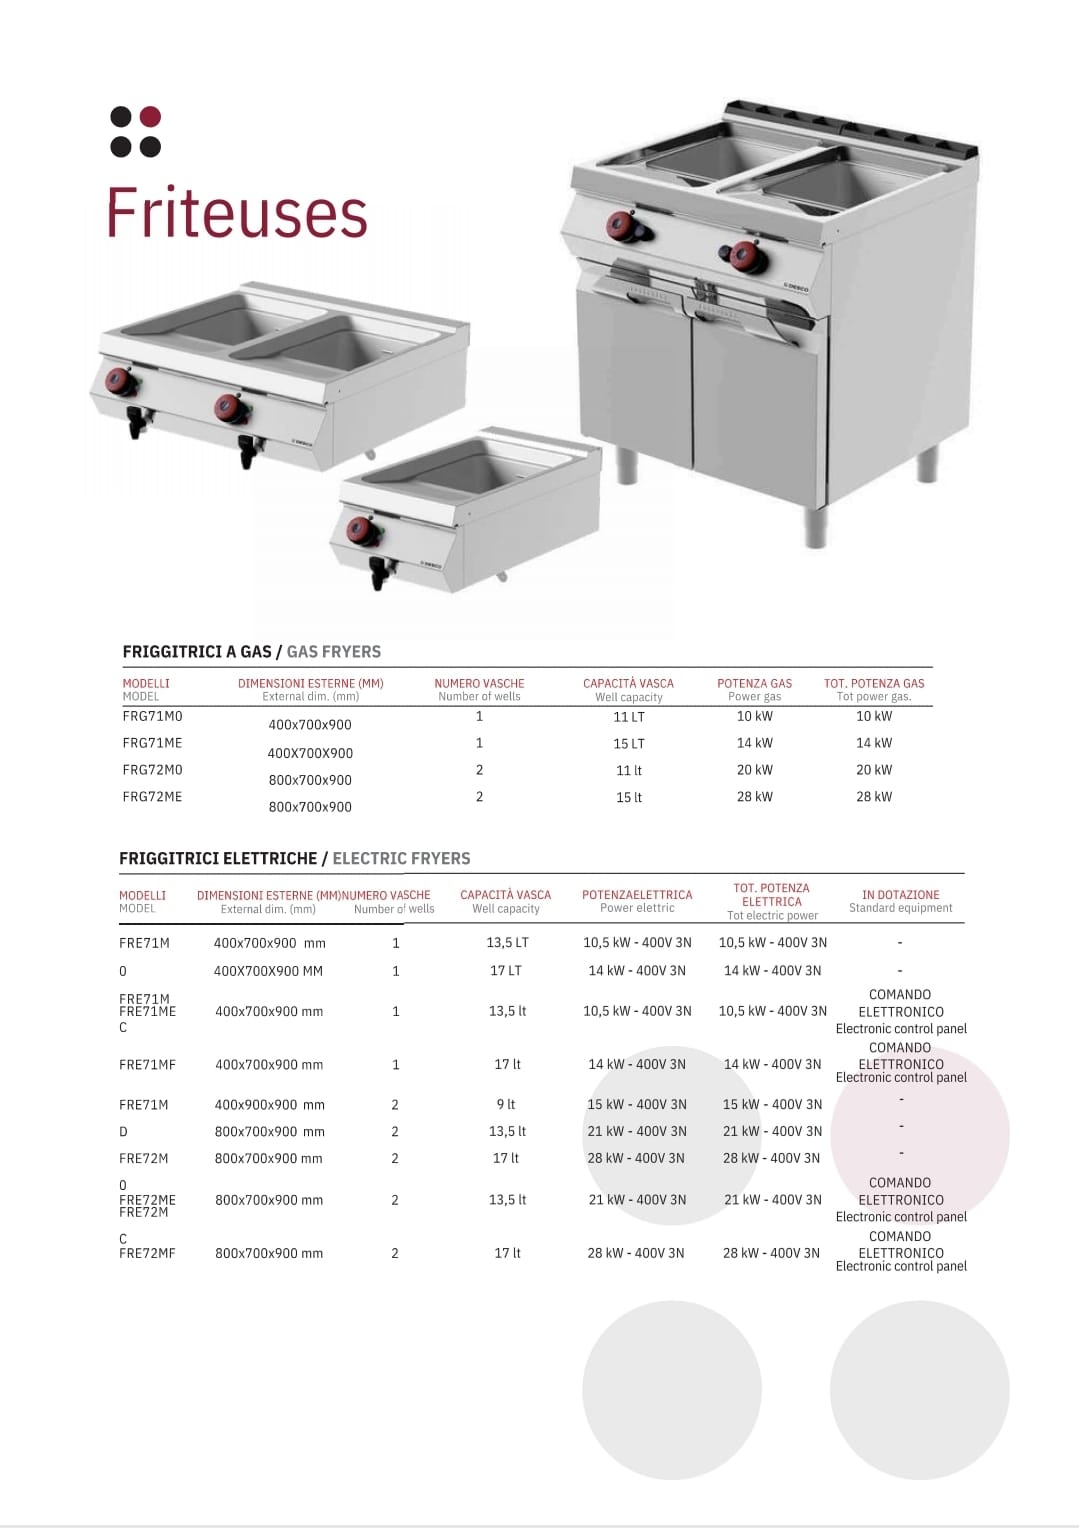 Friteuses
DESCO
DESCO
DESCO
FRIGGITRICI A GAS / GAS FRYERS
MODELLI DIMENSIONI ESTERNE (MM) NUMERO VASCHE CAPACITÀ VASCA POTENZA GAS TOT. POTENZA GAS
MODEL External dim. (mm) Number of wells Well capacity Power gas Tot power gas.
FRG71M0 400x700x900 1 11 LT 10 kW 10 kW
FRG71ME 400X700X900 1 15 LT 14 kW 14 kW
FRG72M0 800x700x900 2 11 lt 20 kW 20 kW
FRG72ME 800x700x900 2 15 lt 28 kW 28 kW
FRIGGITRICI ELETTRICHE / ELECTRIC FRYERS
MODELLI DIMENSIONI ESTERNE (MM)NUMERO VASCHE CAPACITÀ VASCA POTENZAELETTRICA TOT. POTENZA ELETTRICA IN DOTAZIONE
MODEL External dim. (mm) Number of wells Well capacity Power elettric Tot electric power Standard equipment
FRE71M 400x700x900 mm 1 13,5 LT 10,5 kW - 400V 3N 10,5 kW - 400V 3N -
0 400X700X900 MM 1 17 LT 14 kW - 400V 3N 14 kW - 400V 3N -
FRE71M COMANDO
FRE71ME 400x700x900 mm 1 13,5 lt 10,5 kW - 400V 3N 10,5 kW - 400V 3N ELETTRONICO
C Electronic control panel
COMANDO
FRE71MF 400x700x900 mm 1 17 lt 14 kW - 400V 3N 14 kW - 400V 3N ELETTRONICO
Electronic control panel
FRE71M 400x900x900 mm 2 9 lt 15 kW - 400V 3N 15 kW - 400V 3N -
D 800x700x900 mm 2 13,5 lt 21 kW - 400V 3N 21 kW - 400V 3N -
FRE72M 800x700x900 mm 2 17 lt 28 kW - 400V 3N 28 kW - 400V 3N -
0 COMANDO
FRE72ME 800x700x900 mm 2 13,5 lt 21 kW - 400V 3N 21 kW - 400V 3N ELETTRONICO
FRE72M Electronic control panel
C COMANDO
FRE72MF 800x700x900 mm 2 17 lt 28 kW - 400V 3N 28 kW - 400V 3N ELETTRONICO
Electronic control panel